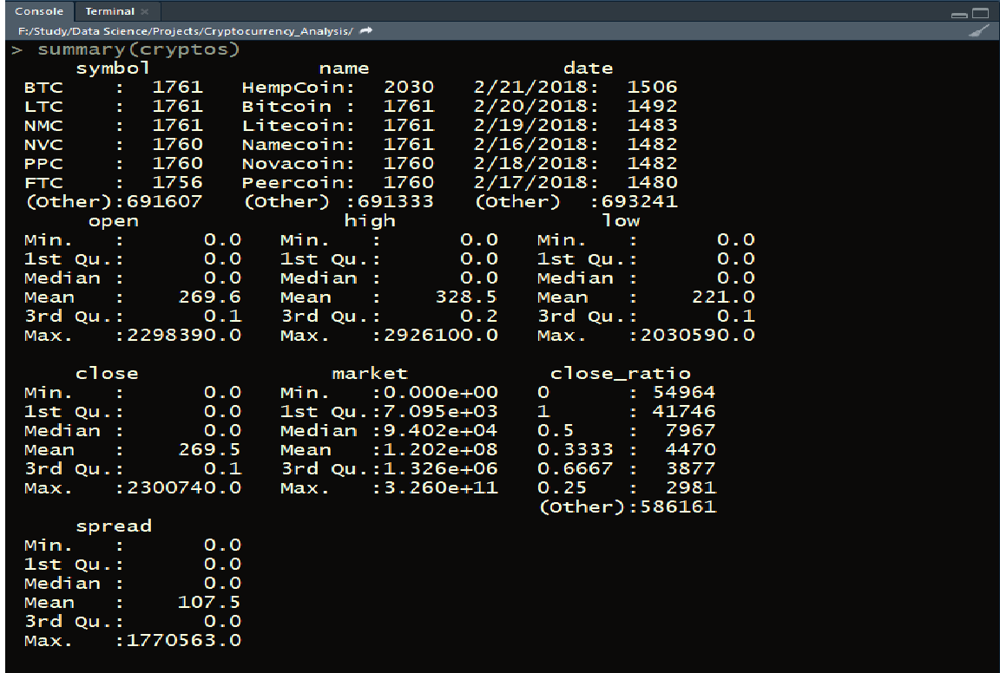 Console Terminal ×
F:/Study/Data Science/Projects/Cryptocurrency_Analysis/
> summary(cryptos)
     symbol             name              date
 BTC    :  1761   HempCoin:  2030   2/21/2018:  1506
 LTC    :  1761   Bitcoin :  1761   2/20/2018:  1492
 NMC    :  1761   Litecoin:  1761   2/19/2018:  1483
 NVC    :  1760   Namecoin:  1761   2/16/2018:  1482
 PPC    :  1760   Novacoin:  1760   2/18/2018:  1482
 FTC    :  1756   Peercoin:  1760   2/17/2018:  1480
 (Other):691607   (Other) :691333   (Other)  :693241
      open                high                low
 Min.   :      0.0   Min.   :      0.0   Min.   :      0.0
 1st Qu.:      0.0   1st Qu.:      0.0   1st Qu.:      0.0
 Median :      0.0   Median :      0.0   Median :      0.0
 Mean   :    269.6   Mean   :    328.5   Mean   :    221.0
 3rd Qu.:      0.1   3rd Qu.:      0.2   3rd Qu.:      0.1
 Max.   :2298390.0   Max.   :2926100.0   Max.   :2030590.0
     close               market           close_ratio
 Min.   :      0.0   Min.   :0.000e+00   0      : 54964
 1st Qu.:      0.0   1st Qu.:7.095e+03   1      : 41746
 Median :      0.0   Median :9.402e+04   0.5    :  7967
 Mean   :    269.5   Mean   :1.202e+08   0.3333 :  4470
 3rd Qu.:      0.1   3rd Qu.:1.326e+06   0.6667 :  3877
 Max.   :2300740.0   Max.   :3.260e+11   0.25   :  2981
                                         (Other):586161
     spread
 Min.   :      0.0
 1st Qu.:      0.0
 Median :      0.0
 Mean   :    107.5
 3rd Qu.:      0.0
 Max.   :1770563.0